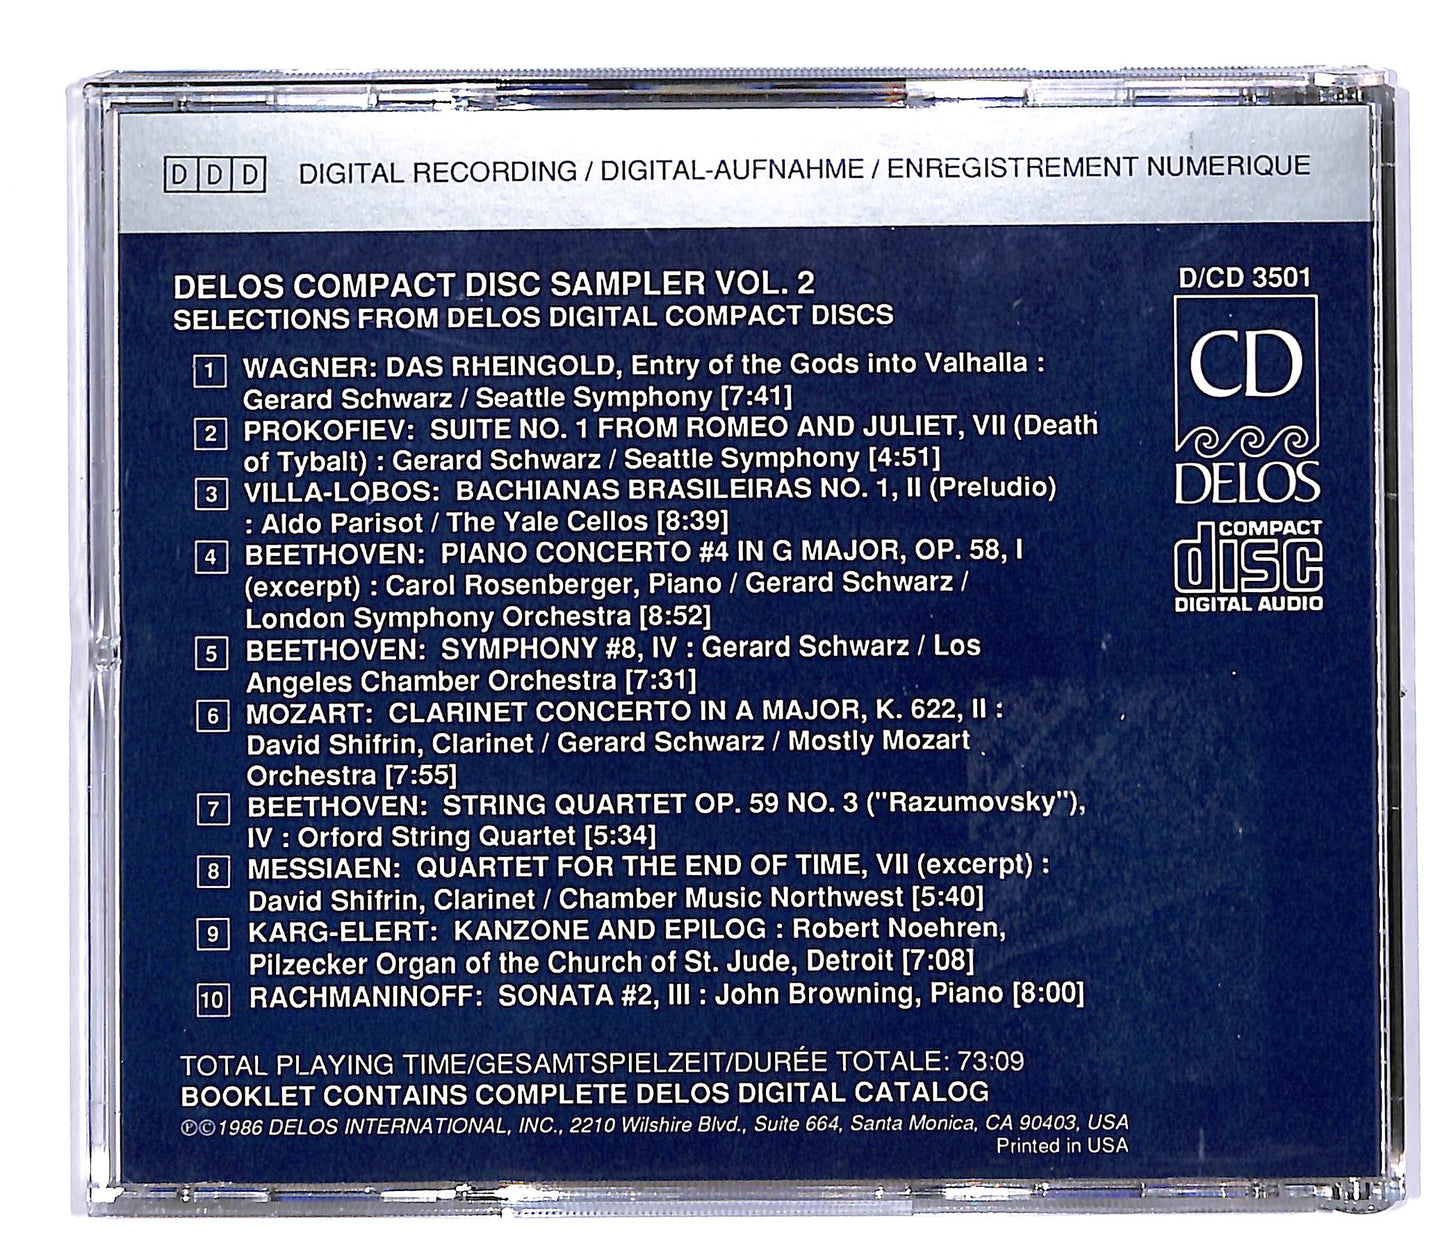 DDD DIGITAL RECORDING / DIGITAL-AUFNAHME / ENREGISTREMENT NUMERIQUE
DELOS COMPACT DISC SAMPLER VOL. 2
SELECTIONS FROM DELOS DIGITAL COMPACT DISCS
1 WAGNER: DAS RHEINGOLD, Entry of the Gods into Valhalla :
Gerard Schwarz / Seattle Symphony [7:41]
2 PROKOFIEV: SUITE NO. 1 FROM ROMEO AND JULIET, VII (Death
of Tybalt) : Gerard Schwarz / Seattle Symphony [4:51]
3 VILLA-LOBOS: BACHIANAS BRASILEIRAS NO. 1, II (Preludio)
: Aldo Parisot / The Yale Cellos [8:39]
4 BEETHOVEN: PIANO CONCERTO #4 IN G MAJOR, OP. 58, I
(excerpt) : Carol Rosenberger, Piano / Gerard Schwarz /
London Symphony Orchestra [8:52]
5 BEETHOVEN: SYMPHONY #8, IV : Gerard Schwarz / Los
Angeles Chamber Orchestra [7:31]
6 MOZART: CLARINET CONCERTO IN A MAJOR, K. 622, II :
David Shifrin, Clarinet / Gerard Schwarz / Mostly Mozart
Orchestra [7:55]
7 BEETHOVEN: STRING QUARTET OP. 59 NO. 3 ("Razumovsky"),
IV : Orford String Quartet [5:34]
8 MESSIAEN: QUARTET FOR THE END OF TIME, VII (excerpt) :
David Shifrin, Clarinet / Chamber Music Northwest [5:40]
9 KARG-ELERT: KANZONE AND EPILOG : Robert Noehren,
Pilzecker Organ of the Church of St. Jude, Detroit [7:08]
10 RACHMANINOFF: SONATA #2, III : John Browning, Piano [8:00]
TOTAL PLAYING TIME/GESAMTSPIELZEIT/DURÉE TOTALE: 73:09
BOOKLET CONTAINS COMPLETE DELOS DIGITAL CATALOG
℗©1986 DELOS INTERNATIONAL, INC., 2210 Wilshire Blvd., Suite 664, Santa Monica, CA 90403, USA
Printed in USA
D/CD 3501
CD
DELOS
COMPACT
disc
DIGITAL AUDIO